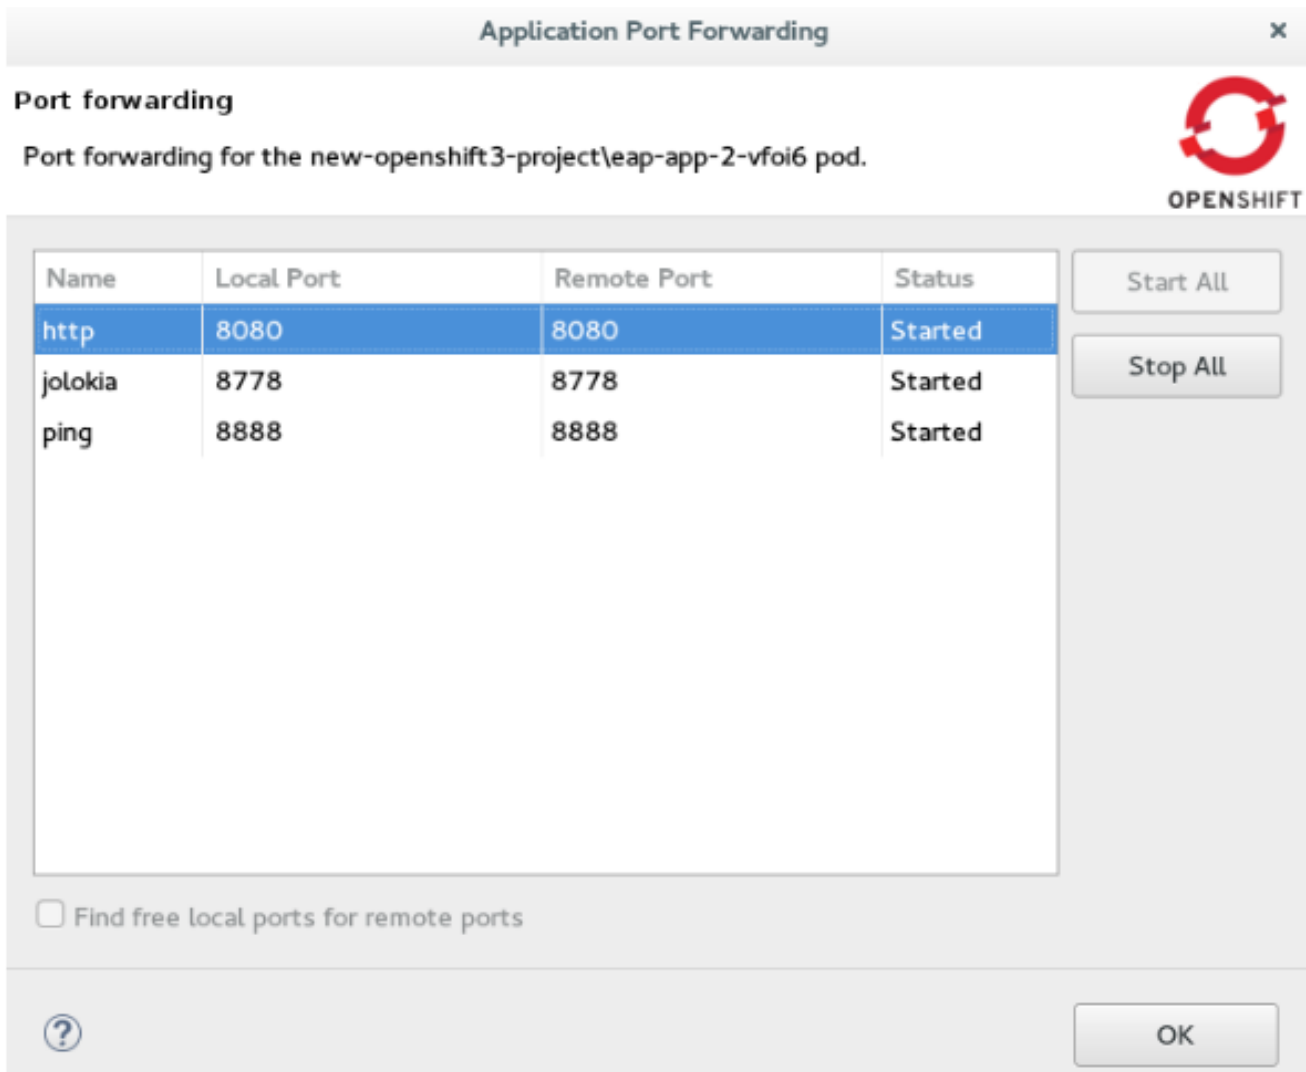 Application Port Forwarding ×
Port forwarding
Port forwarding for the new-openshift3-project\eap-app-2-vfoi6 pod.
OPENSHIFT
Name Local Port Remote Port Status
http 8080 8080 Started
jolokia 8778 8778 Started
ping 8888 8888 Started
Start All
Stop All
Find free local ports for remote ports
?
OK